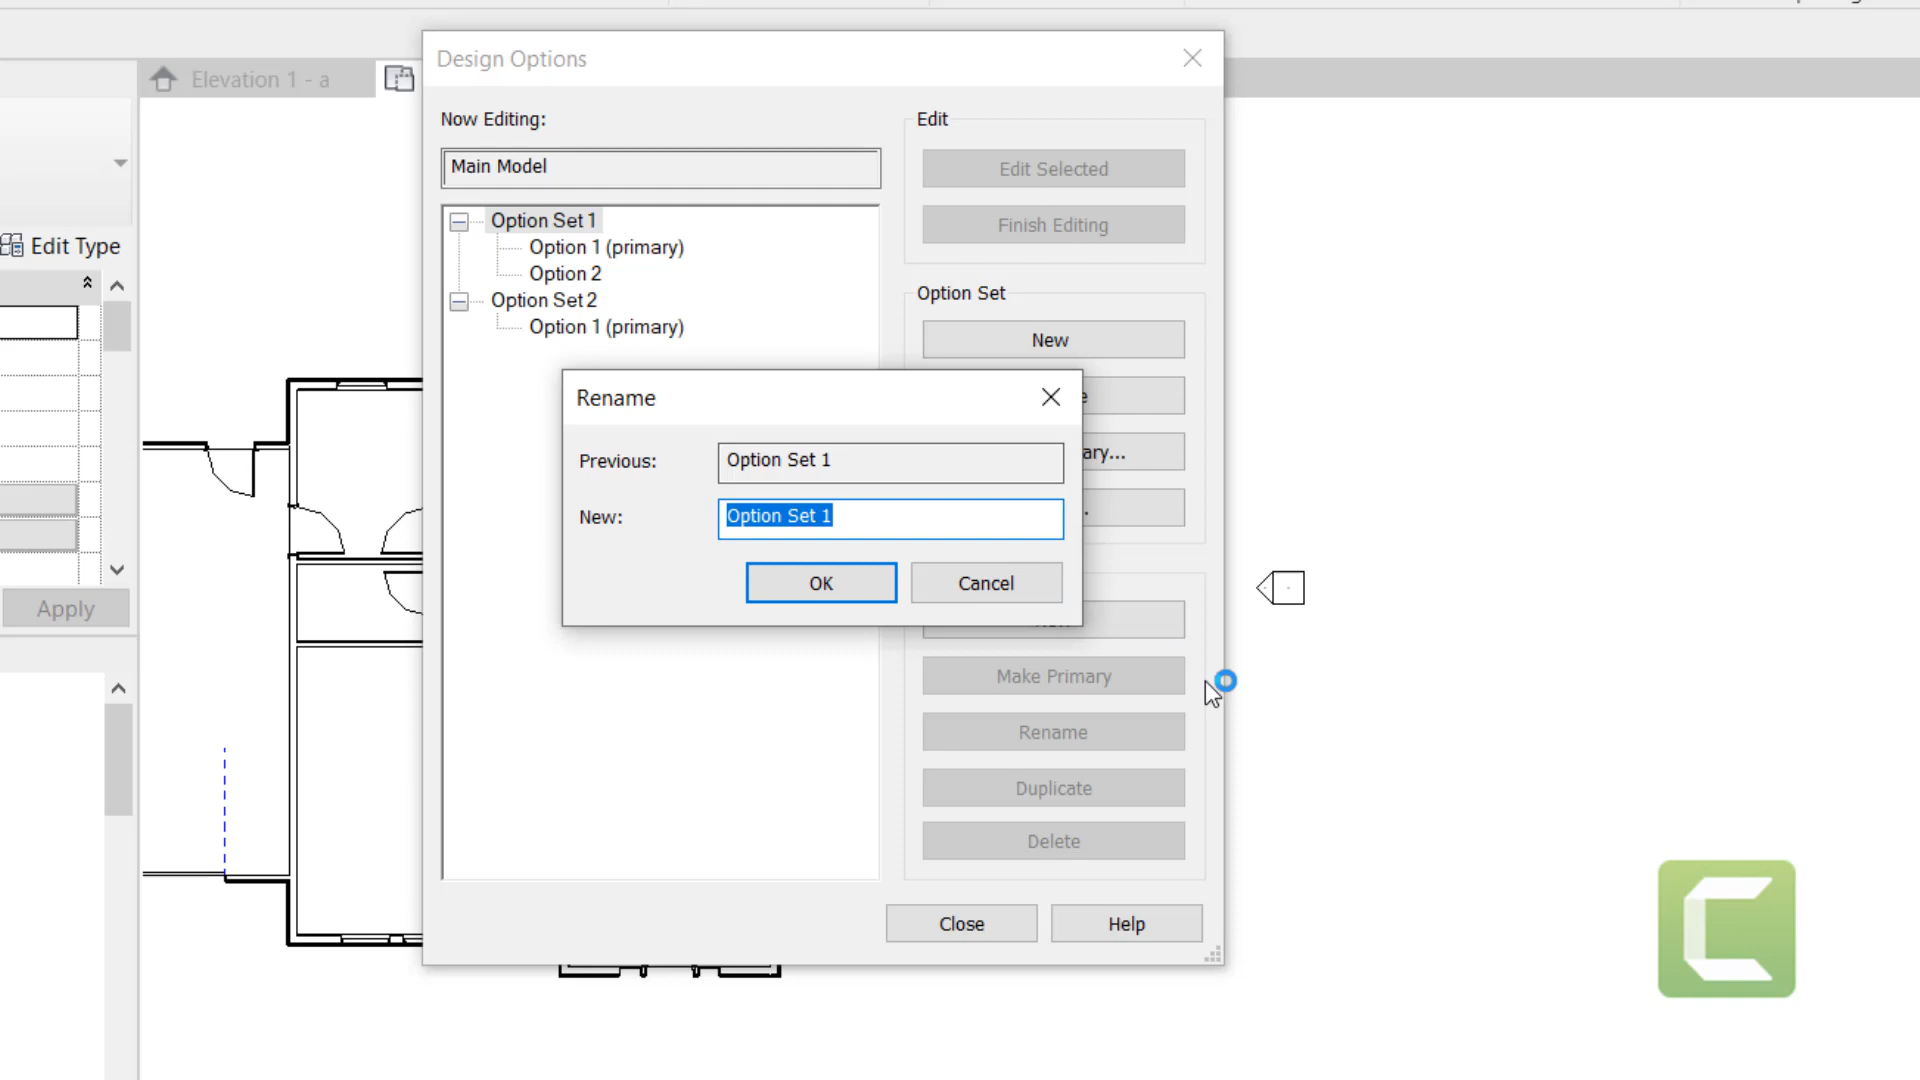 Elevation 1 - a
Edit Type
Apply
Design Options
Now Editing:
Main Model
Option Set 1
Option 1 (primary)
Option 2
Option Set 2
Option 1 (primary)
Edit
Edit Selected
Finish Editing
Option Set
New
Rename
Previous:
Option Set 1
New:
Option Set 1
OK
Cancel
ary...
Make Primary
Rename
Duplicate
Delete
Close
Help